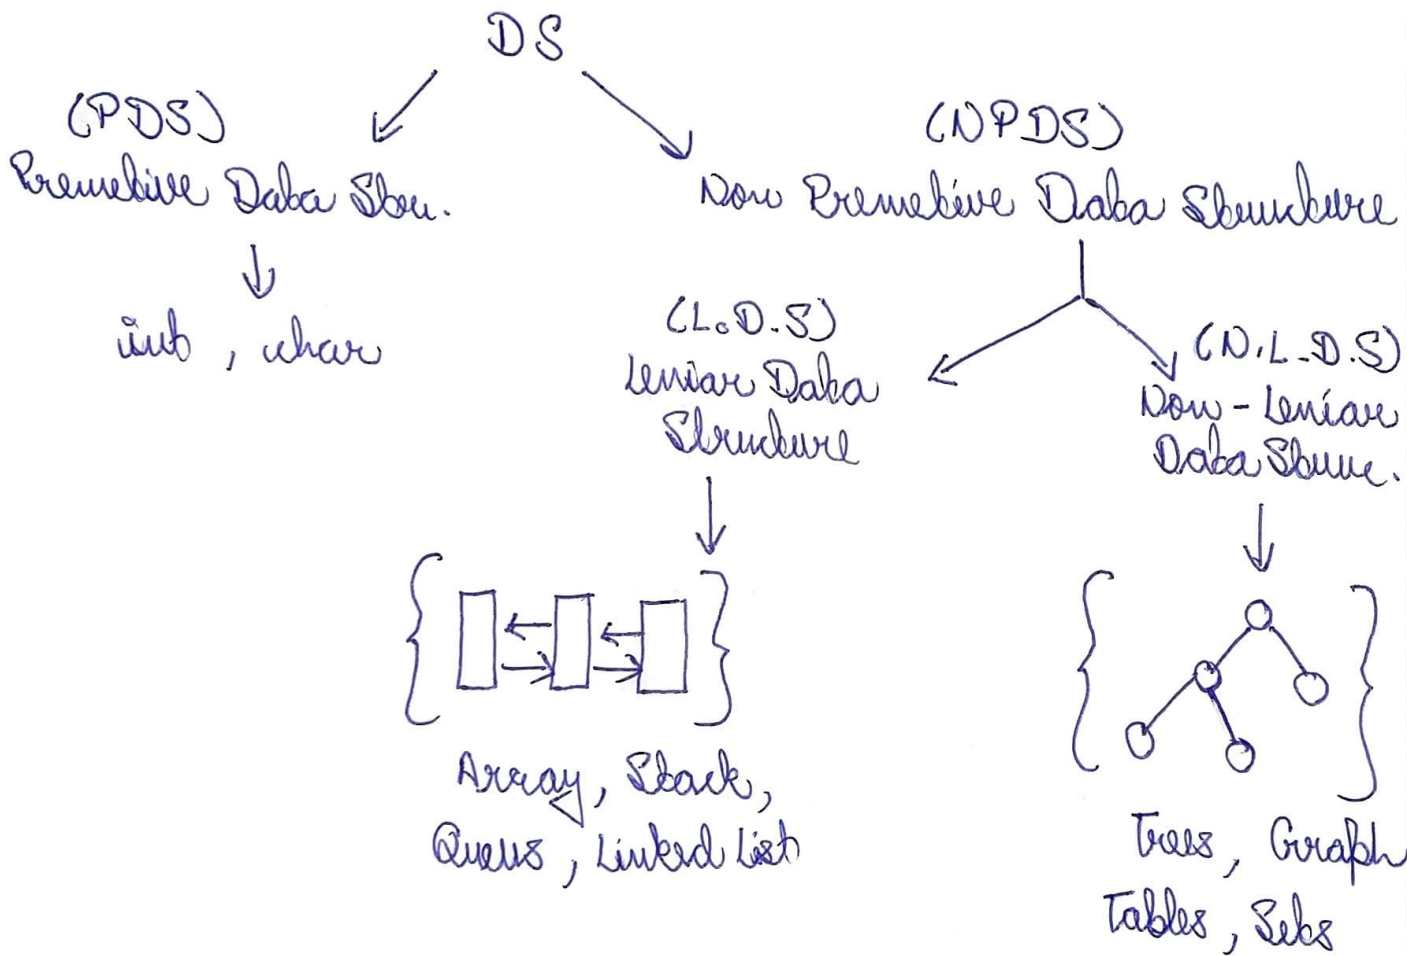 DS
(PDS)
Premetive Data Stru.
int , char
(NPDS)
Non Premetive Data Structure
(L.D.S)
Leniar Data
Structure
Array, Stack,
Queus, Linked List
(N.L.D.S)
Non-Leniar
Data Struc.
Trees, Graph
Tables, Sets